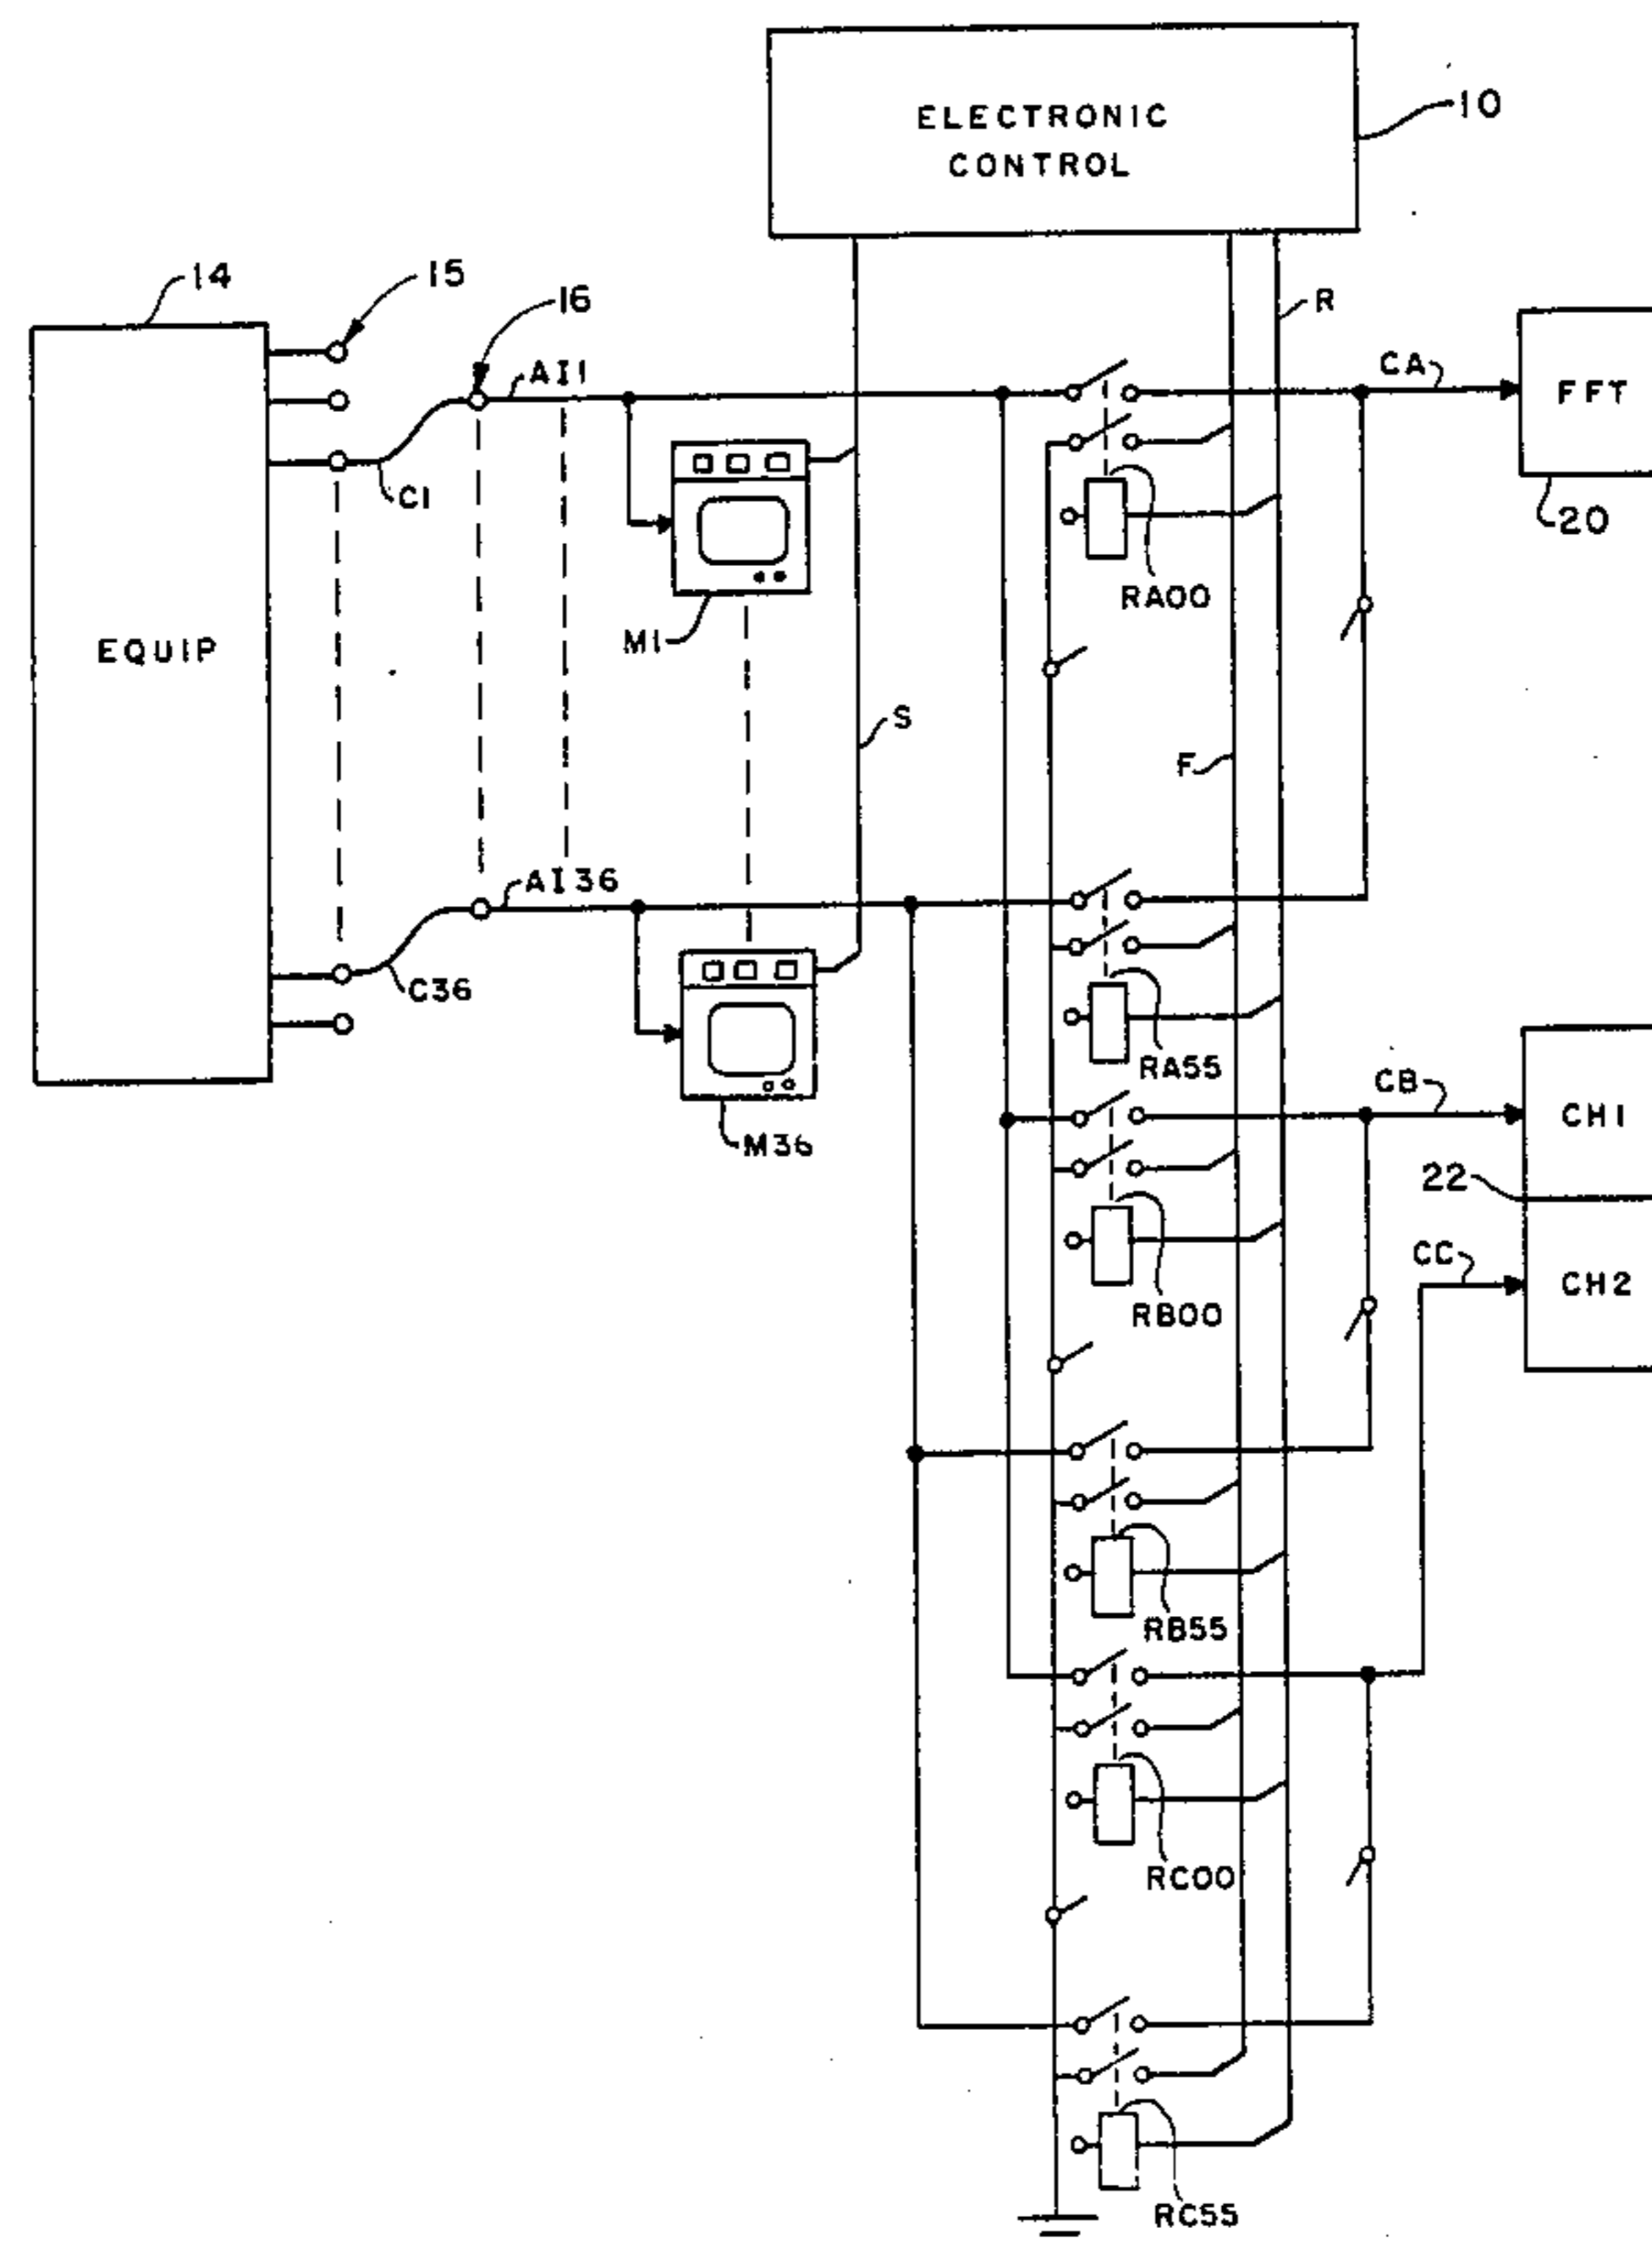 ELECTRONIC
CONTROL
10
14
15
16
R
AI1
CA
FFT
C1
20
RA00
EQUIP
M1
S
F
AI36
C36
RA55
CB
CH1
M36
22
CC
CH2
RB00
RB55
RC00
RC55